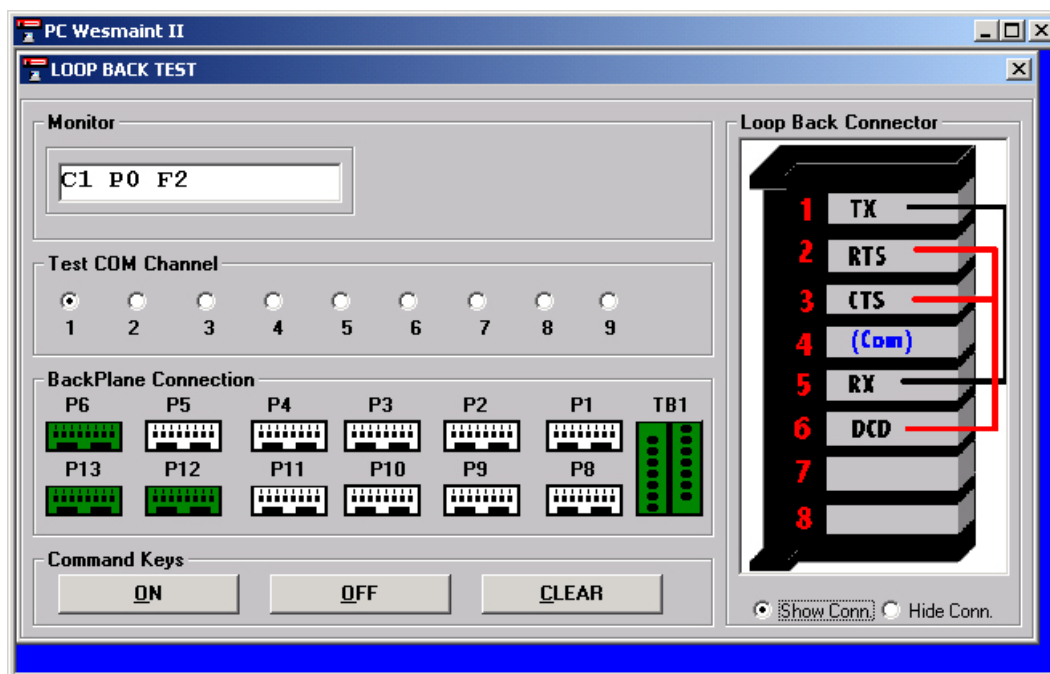 PC Wesmaint II
LOOP BACK TEST
Monitor
C1 P0 F2
Test COM Channel
1 2 3 4 5 6 7 8 9
BackPlane Connection
P6 P5 P4 P3 P2 P1 TB1
P13 P12 P11 P10 P9 P8
Command Keys
ON OFF CLEAR
Loop Back Connector
1 TX
2 RTS
3 CTS
4 (Com)
5 RX
6 DCD
7
8
Show Conn. Hide Conn.